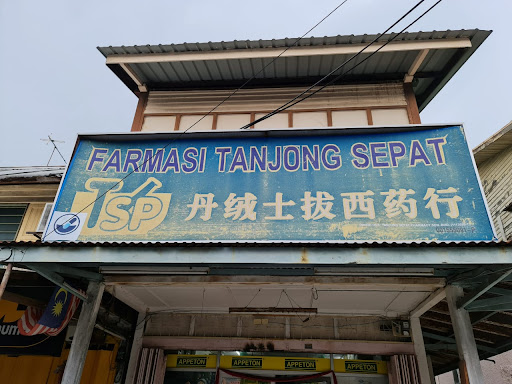 FARMASI TANJONG SEPAT
TSP
丹绒士拔西药行
APPETON APPETON APPETON APPETON